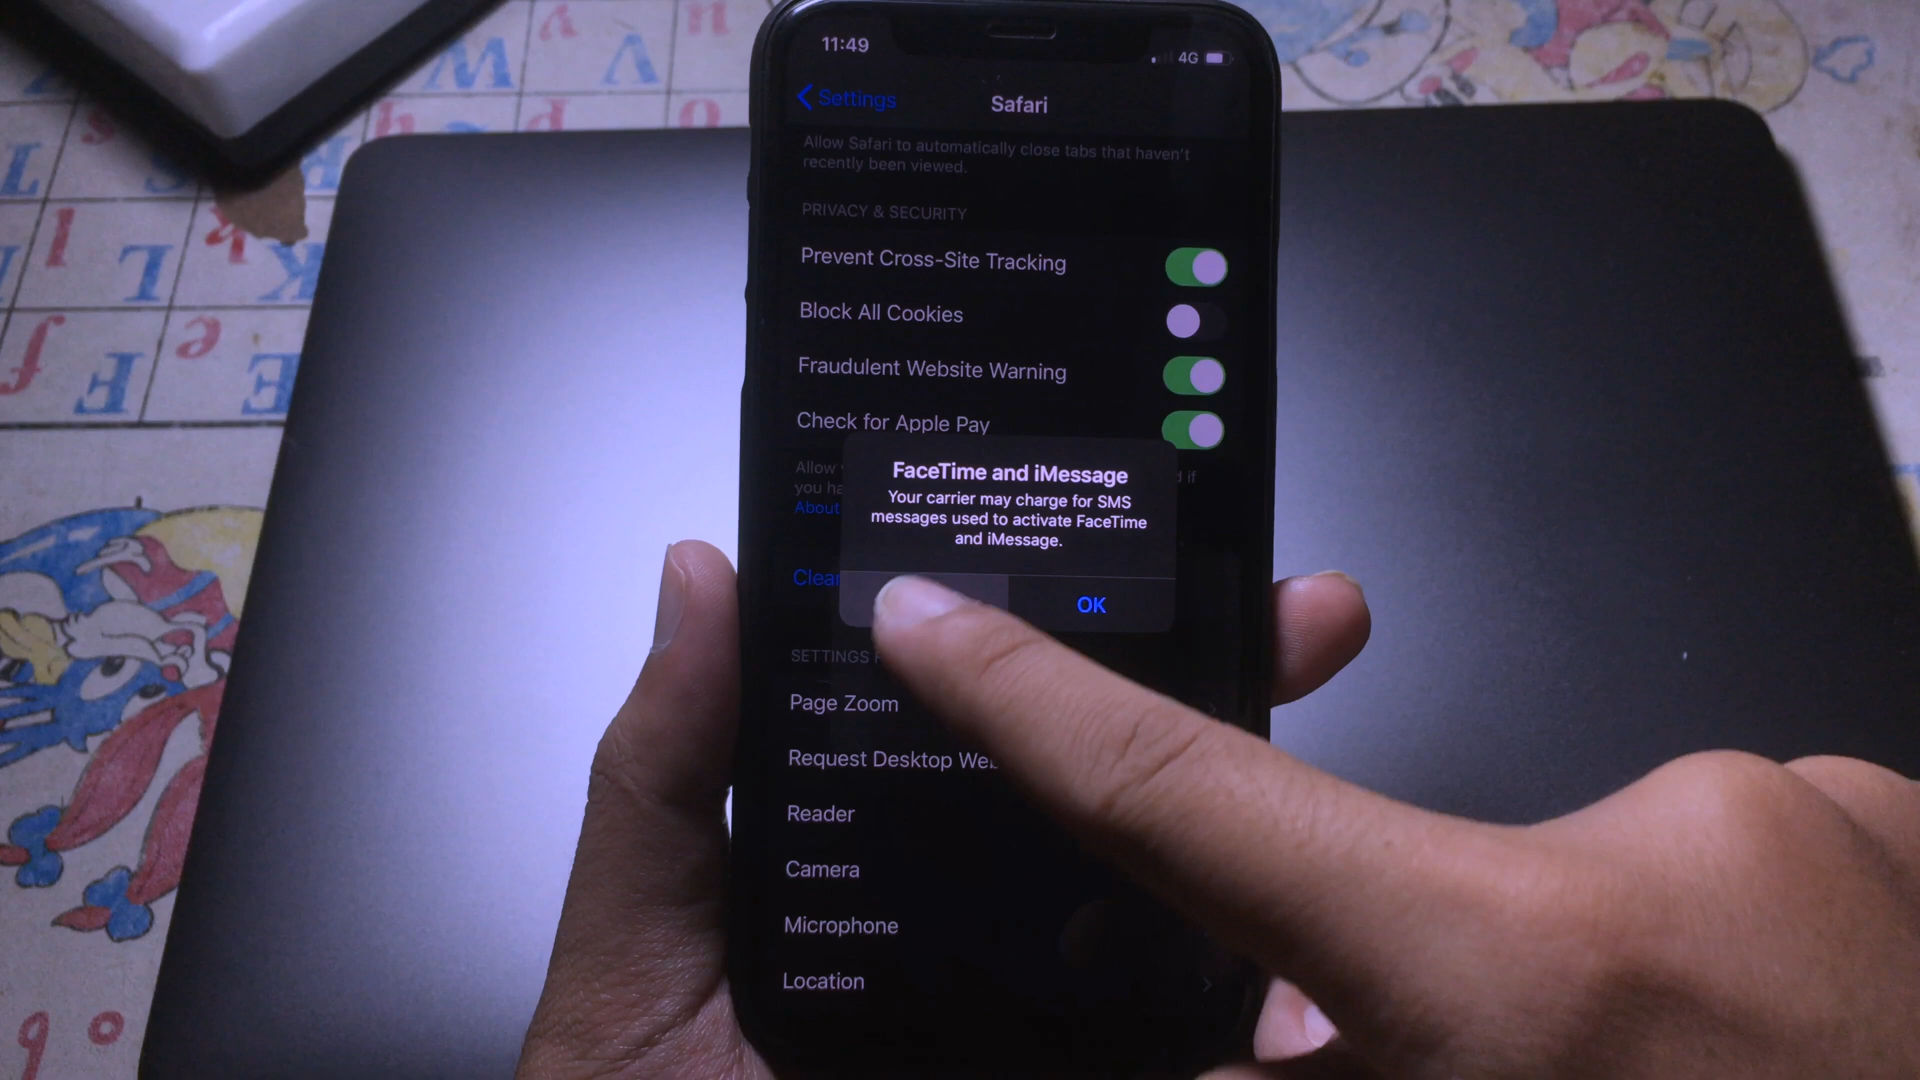 11:49
4G
Settings
Safari
Allow Safari to automatically close tabs that haven't
recently been viewed.
PRIVACY & SECURITY
Prevent Cross-Site Tracking
Block All Cookies
Fraudulent Website Warning
Check for Apple Pay
Allow
if
you ha
About
FaceTime and iMessage
Your carrier may charge for SMS
messages used to activate FaceTime
and iMessage.
Clear
OK
SETTINGS
Page Zoom
Request Desktop
Reader
Camera
Microphone
Location
W
V
T
L
l
k
K
f
F
e
E
q
p
o